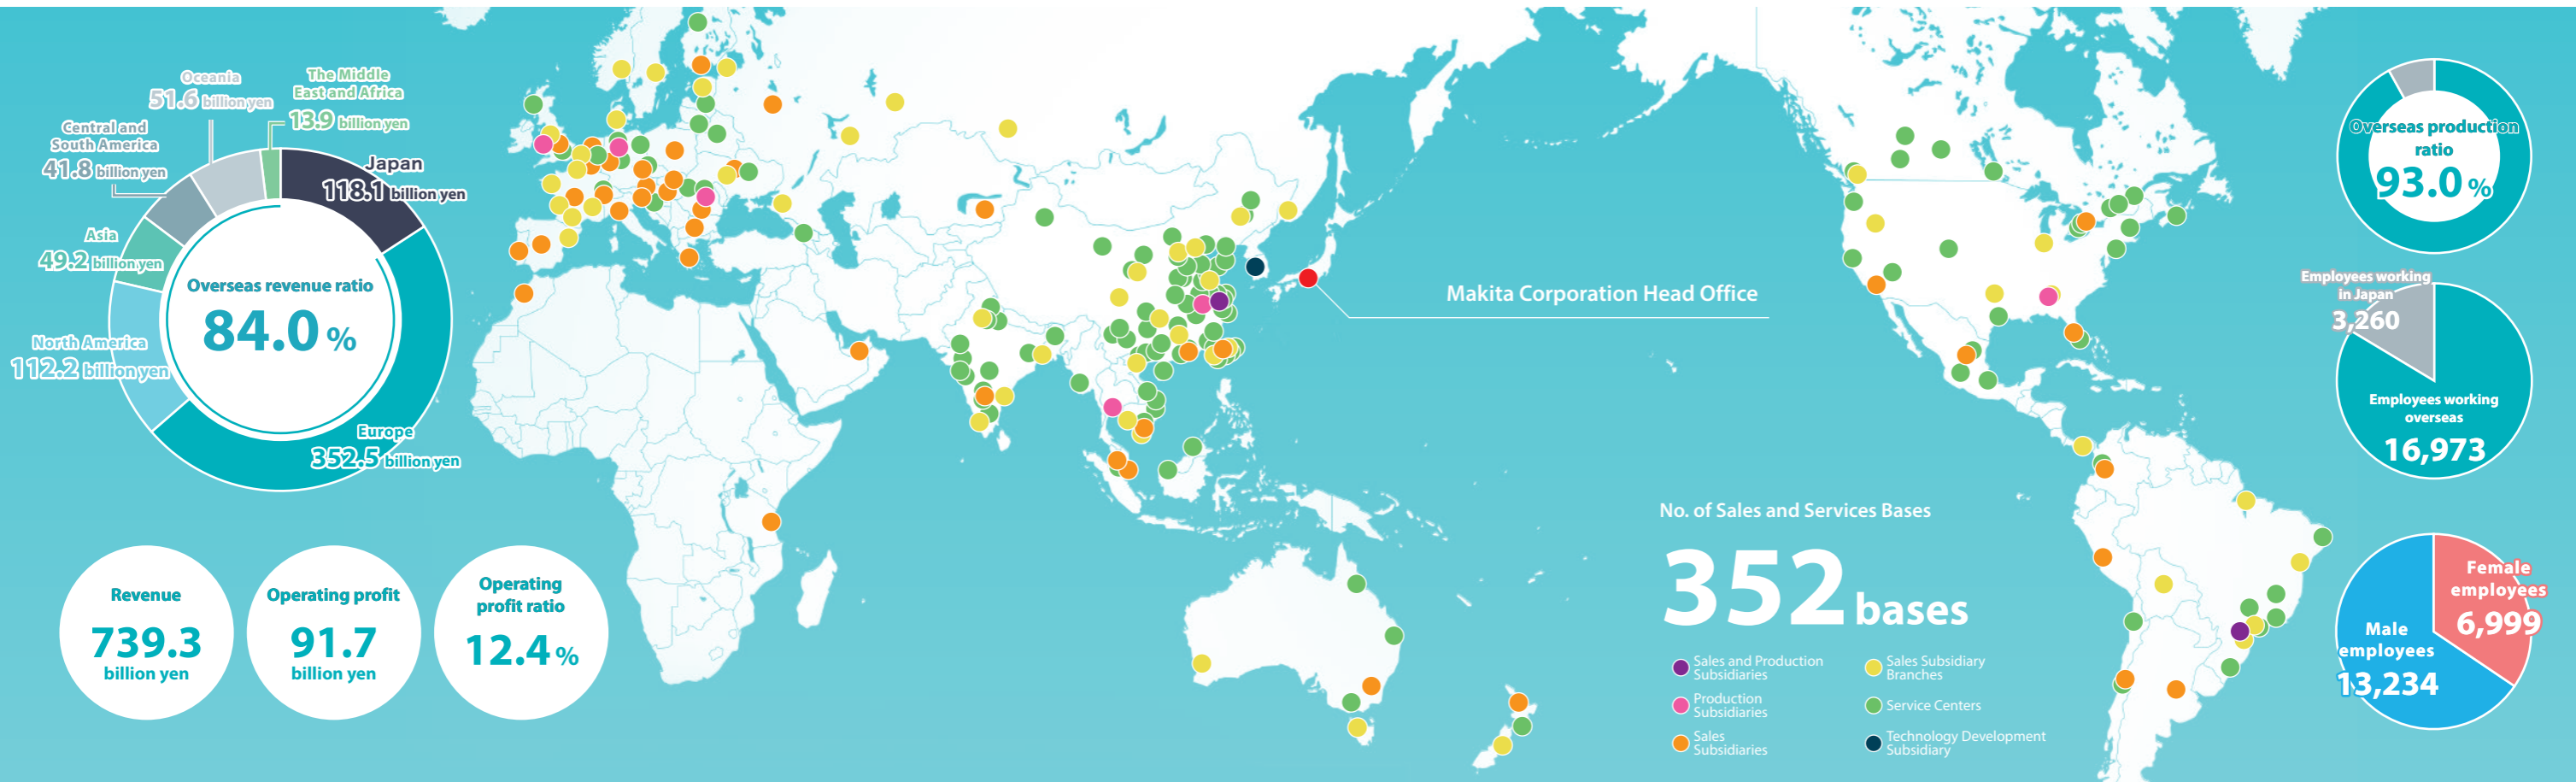 Oceania
51.6 billion yen
The Middle
East and Africa
13.9 billion yen
Central and
South America
41.8 billion yen
Japan
118.1 billion yen
Asia
49.2 billion yen
Overseas revenue ratio
84.0 %
North America
112.2 billion yen
Europe
352.5 billion yen
Revenue
739.3
billion yen
Operating profit
91.7
billion yen
Operating
profit ratio
12.4 %
Makita Corporation Head Office
No. of Sales and Services Bases
352 bases
Sales and Production
Subsidiaries
Production
Subsidiaries
Sales
Subsidiaries
Sales Subsidiary
Branches
Service Centers
Technology Development
Subsidiary
Overseas production
ratio
93.0 %
Employees working
in Japan
3,260
Employees working
overseas
16,973
Female
employees
6,999
Male
employees
13,234